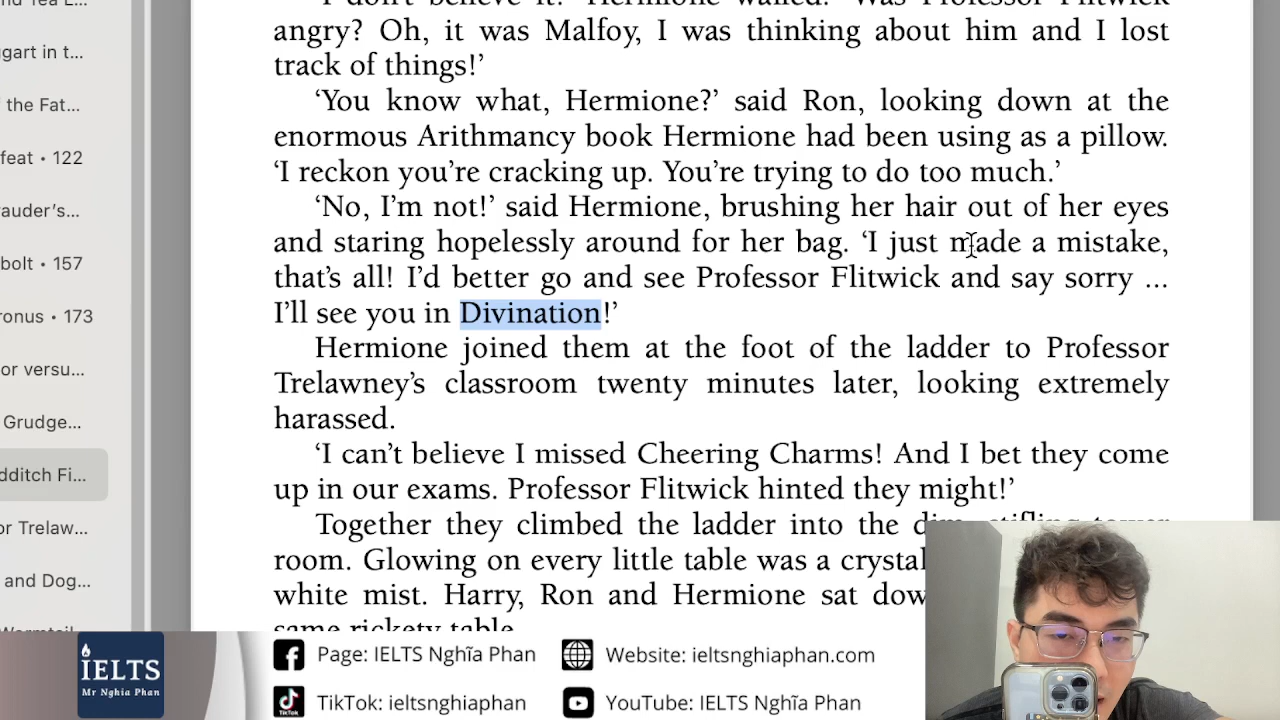 angry? Oh, it was Malfoy, I was thinking about him and I lost
track of things!’
‘You know what, Hermione?’ said Ron, looking down at the
enormous Arithmancy book Hermione had been using as a pillow.
‘I reckon you’re cracking up. You’re trying to do too much.’
‘No, I’m not!’ said Hermione, brushing her hair out of her eyes
and staring hopelessly around for her bag. ‘I just made a mistake,
that’s all! I’d better go and see Professor Flitwick and say sorry ...
I’ll see you in Divination!’
Hermione joined them at the foot of the ladder to Professor
Trelawney’s classroom twenty minutes later, looking extremely
harassed.
‘I can’t believe I missed Cheering Charms! And I bet they come
up in our exams. Professor Flitwick hinted they might!’
Together they climbed the ladder into the
room. Glowing on every little table was a crystal
white mist. Harry, Ron and Hermione sat
same rickety table.
ggart in t...
the Fat...
feat • 122
rauder’s...
bolt • 157
ronus • 173
or versu...
Grudge...
dditch Fi...
or Trelaw...
and Dog...
IELTS
Mr Nghia Phan
Page: IELTS Nghĩa Phan
Website: ieltsnghiaphan.com
TikTok
TikTok: ieltsnghiaphan
YouTube: IELTS Nghĩa Phan